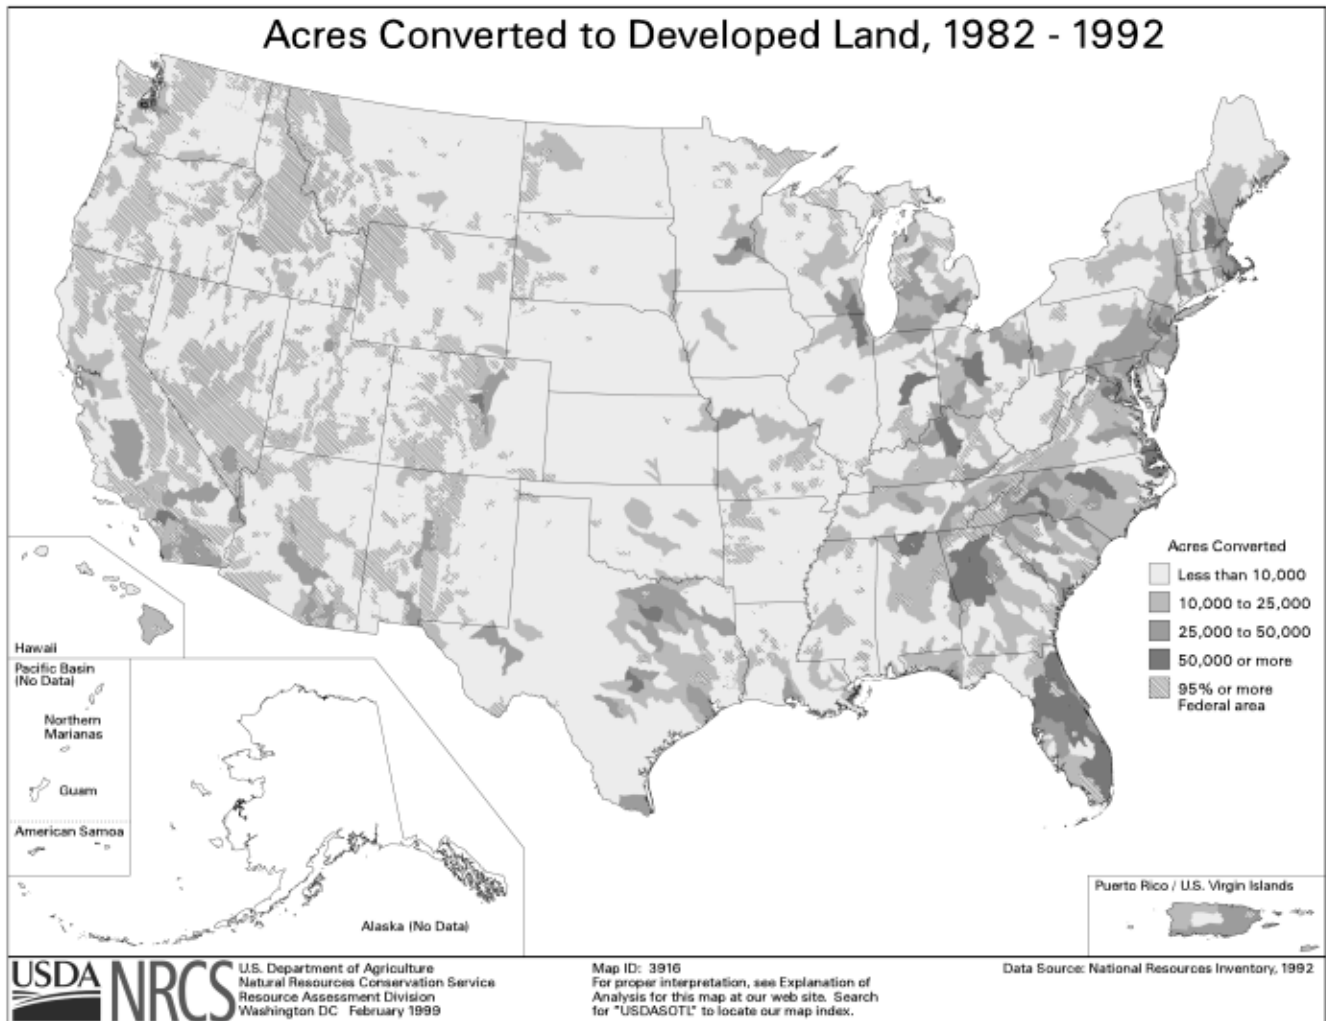 Acres Converted to Developed Land, 1982 - 1992
Acres Converted
Less than 10,000
10,000 to 25,000
25,000 to 50,000
50,000 or more
95% or more
Federal area
Hawaii
Pacific Basin
(No Data)
Northern
Marianas
Guam
American Samoa
Alaska (No Data)
Puerto Rico / U.S. Virgin Islands
USDA
NRCS
U.S. Department of Agriculture
Natural Resources Conservation Service
Resource Assessment Division
Washington DC February 1999
Map ID: 3916
For proper interpretation, see Explanation of
Analysis for this map at our web site. Search
for "USDASOTL" to locate our map index.
Data Source: National Resources Inventory, 1992